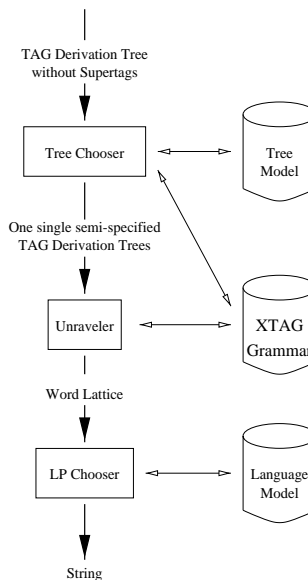 TAG Derivation Tree
without Supertags
Tree Chooser
Tree
Model
One single semi-specified
TAG Derivation Trees
Unraveler
XTAG
Grammar
Word Lattice
LP Chooser
Language
Model
String